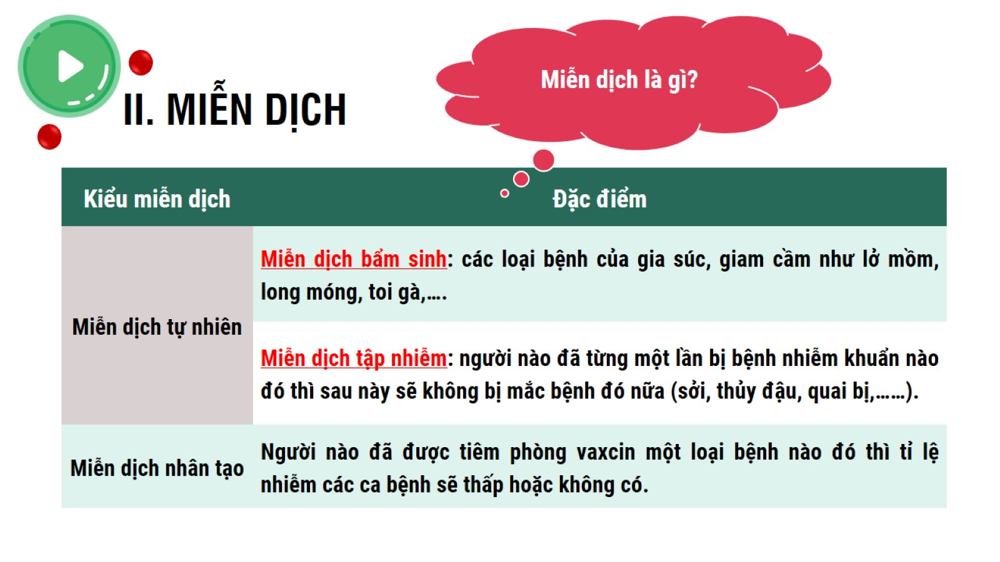 Miễn dịch là gì?
II. MIỄN DỊCH
Kiểu miễn dịch
Đặc điểm
Miễn dịch tự nhiên
Miễn dịch bẩm sinh: các loại bệnh của gia súc, giam cầm như lở mồm,
long móng, toi gà,....
Miễn dịch tập nhiễm: người nào đã từng một lần bị bệnh nhiễm khuẩn nào
đó thì sau này sẽ không bị mắc bệnh đó nữa (sởi, thủy đậu, quai bị,......).
Miễn dịch nhân tạo
Người nào đã được tiêm phòng vaxcin một loại bệnh nào đó thì tỉ lệ
nhiễm các ca bệnh sẽ thấp hoặc không có.